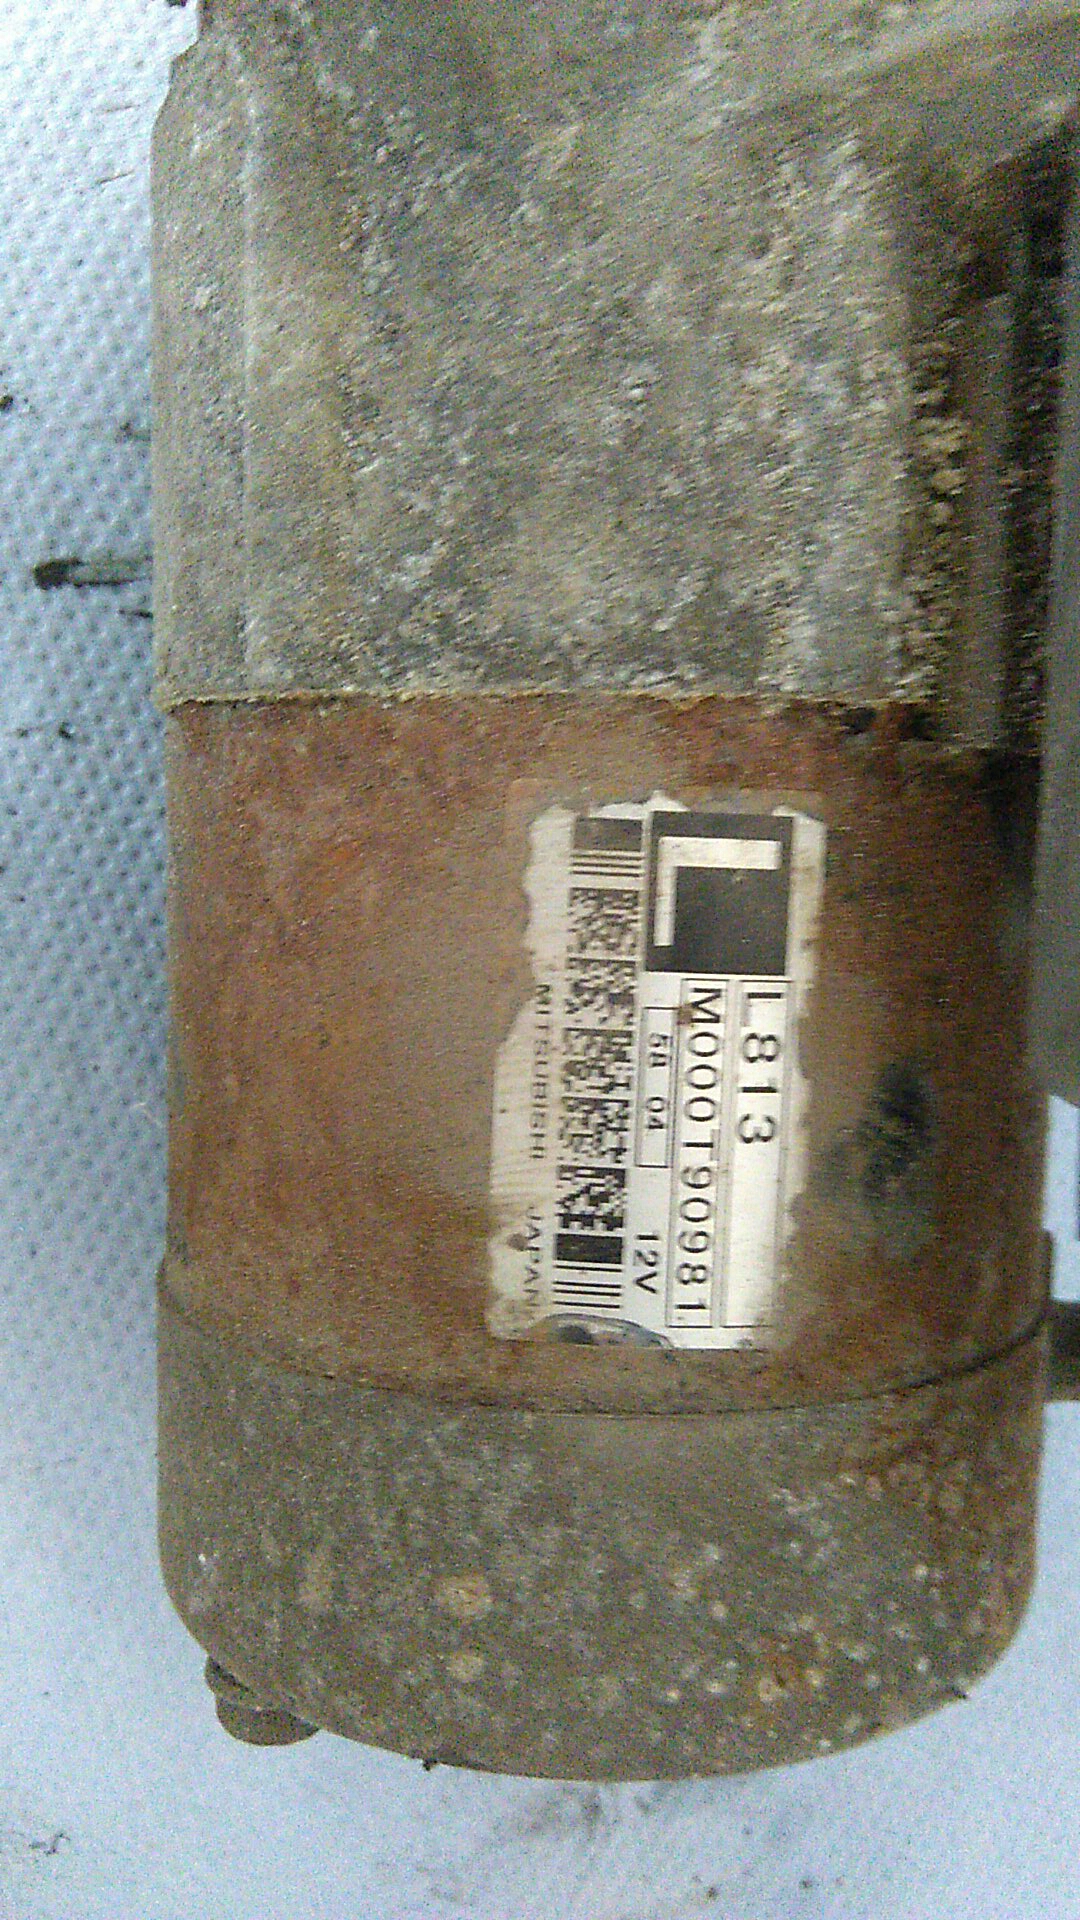 L
L813
M000T90981
58 04
12V
MITSUBISHI JAPAN